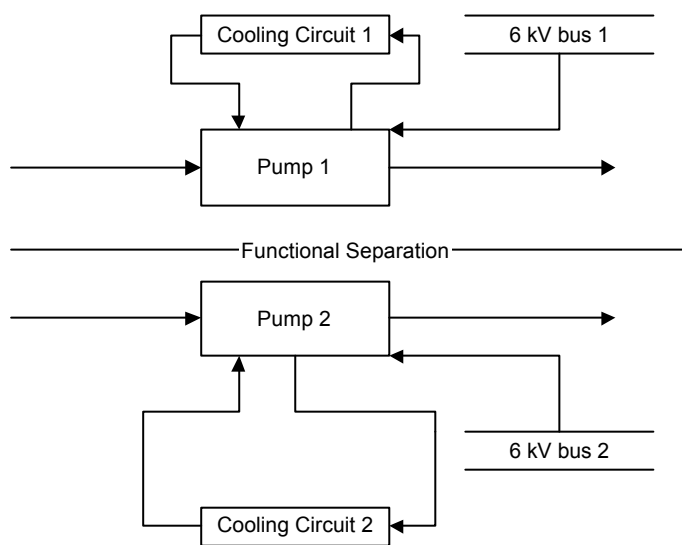 Cooling Circuit 1
6 kV bus 1
Pump 1
Functional Separation
Pump 2
6 kV bus 2
Cooling Circuit 2